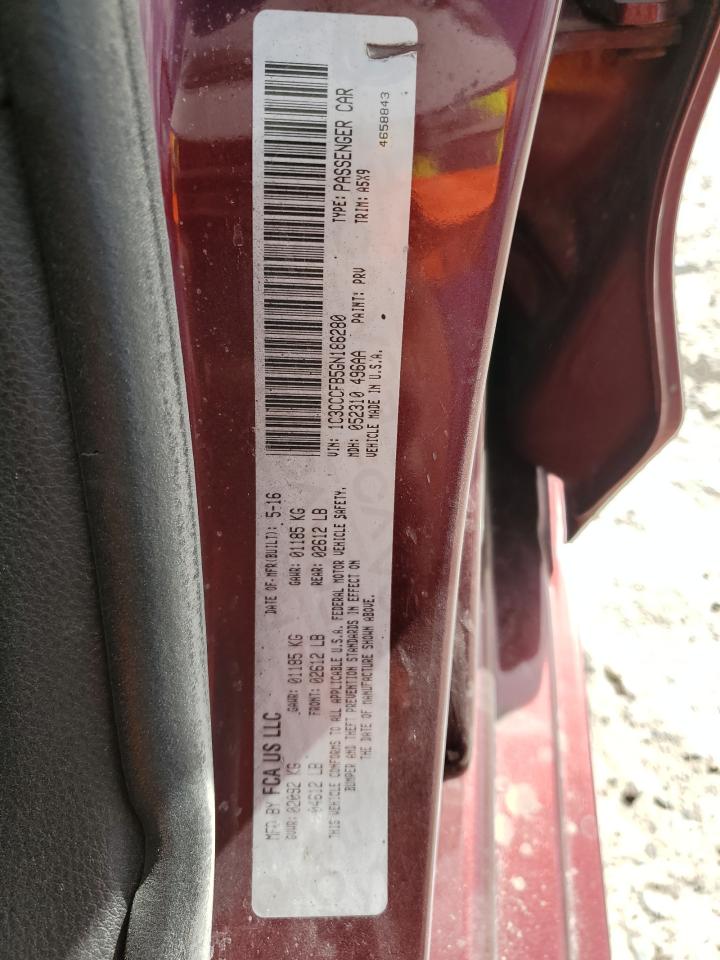 MFD BY FCA US LLC DATE OF MFR(BUILT): 5-16
GVWR: 02092 KG GAWR: 01185 KG GAWR: 01185 KG
04612 LB FRONT: 02612 LB REAR: 02612 LB
THIS VEHICLE CONFORMS TO ALL APPLICABLE U.S.A. FEDERAL MOTOR VEHICLE SAFETY,
BUMPER AND THEFT PREVENTION STANDARDS IN EFFECT ON
THE DATE OF MANUFACTURE SHOWN ABOVE.
VIN: 1C3CCCFB5GN186280 TYPE: PASSENGER CAR
MDH: 052310 496AA PAINT: PRV TRIM: A5X9
VEHICLE MADE IN U.S.A. 4658843